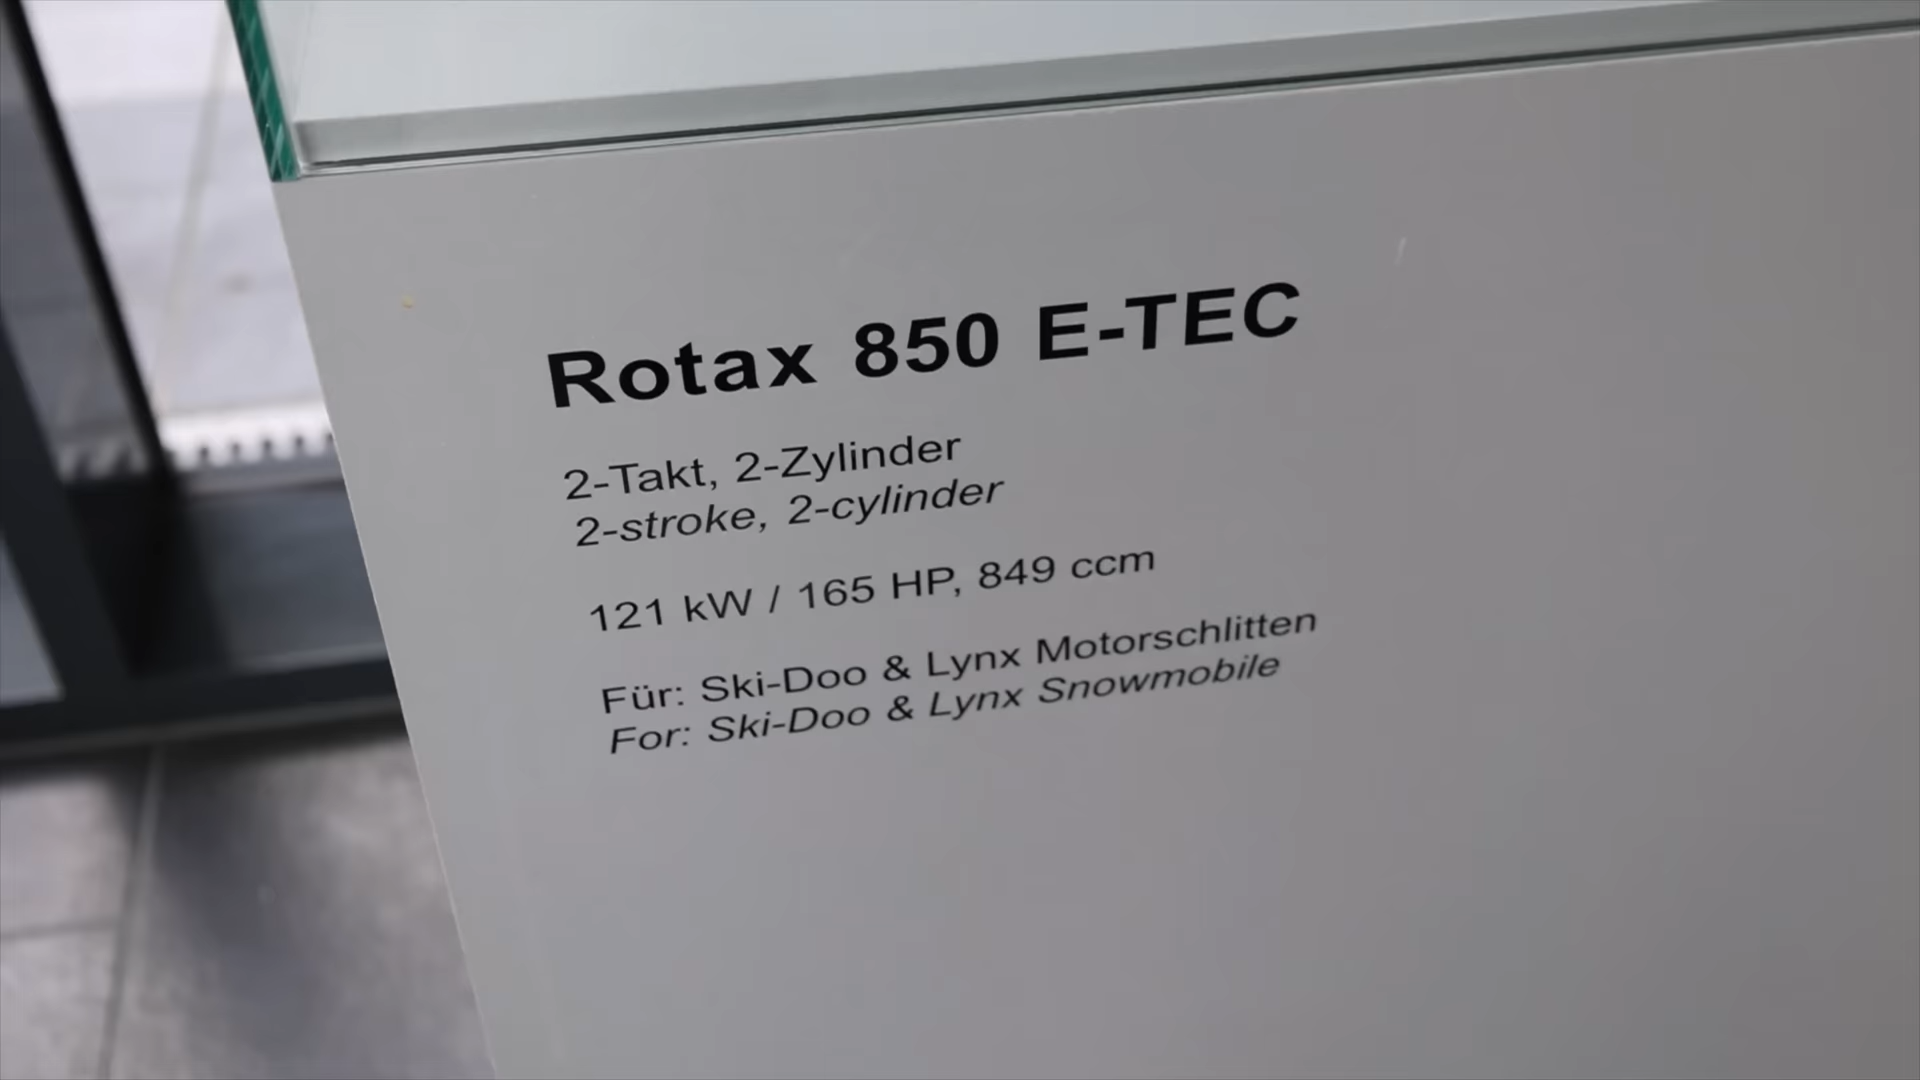 Rotax 850 E-TEC
2-Takt, 2-Zylinder
2-stroke, 2-cylinder
121 kW / 165 HP, 849 ccm
Für: Ski-Doo & Lynx Motorschlitten
For: Ski-Doo & Lynx Snowmobile